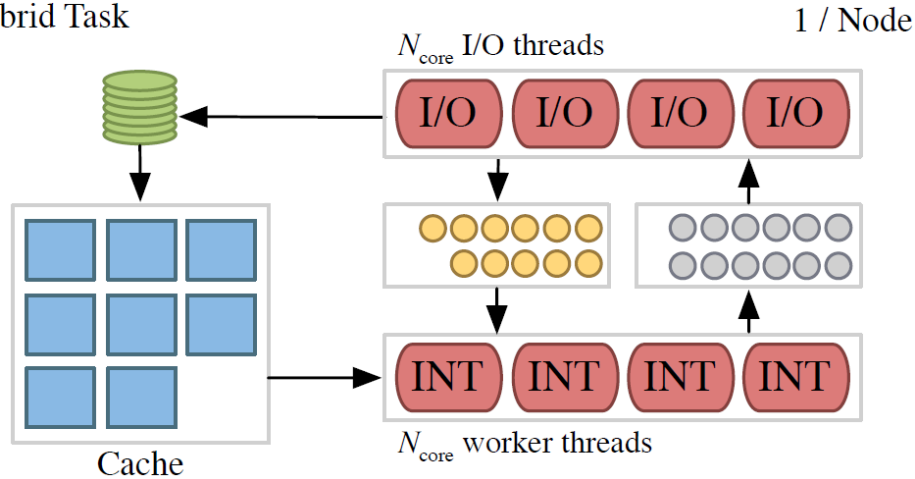 brid Task
1 / Node
Ncore I/O threads
I/O I/O I/O I/O
INT INT INT INT
Ncore worker threads
Cache